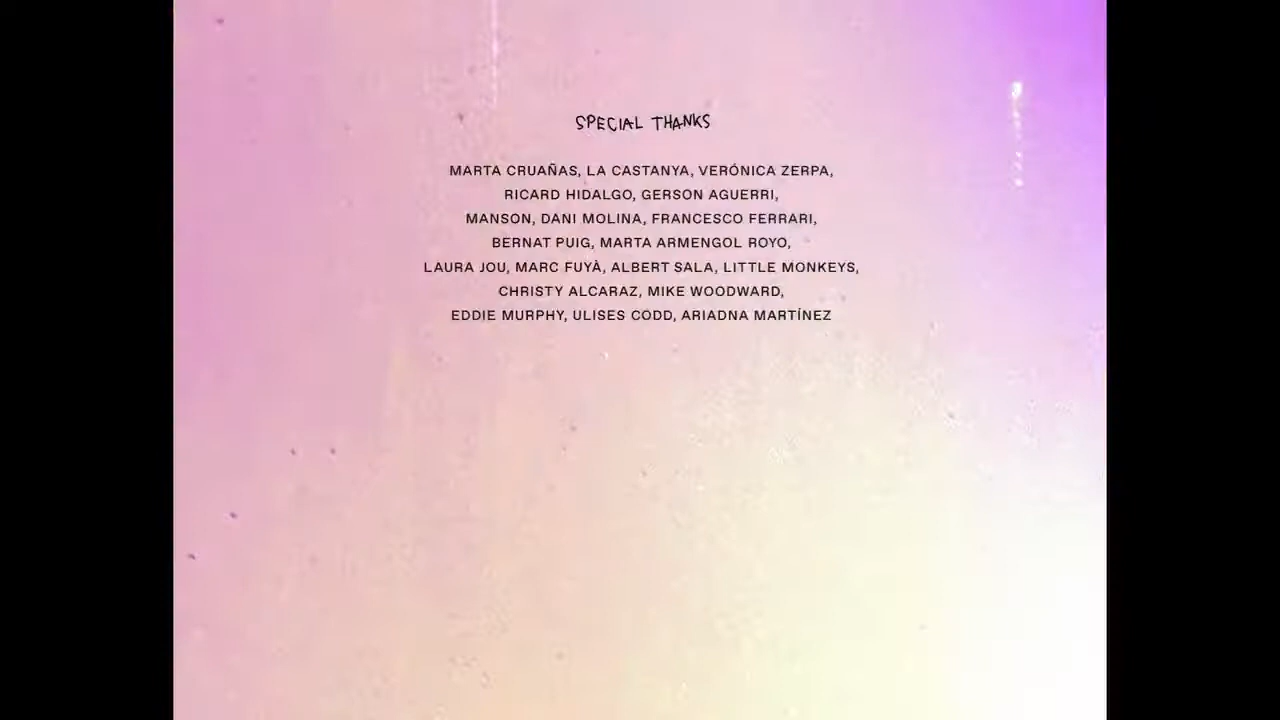 SPECIAL THANKS
MARTA CRUAÑAS, LA CASTANYA, VERÓNICA ZERPA,
RICARD HIDALGO, GERSON AGUERRI,
MANSON, DANI MOLINA, FRANCESCO FERRARI,
BERNAT PUIG, MARTA ARMENGOL ROYO,
LAURA JOU, MARC FUYÀ, ALBERT SALA, LITTLE MONKEYS,
CHRISTY ALCARAZ, MIKE WOODWARD,
EDDIE MURPHY, ULISES CODD, ARIADNA MARTÍNEZ